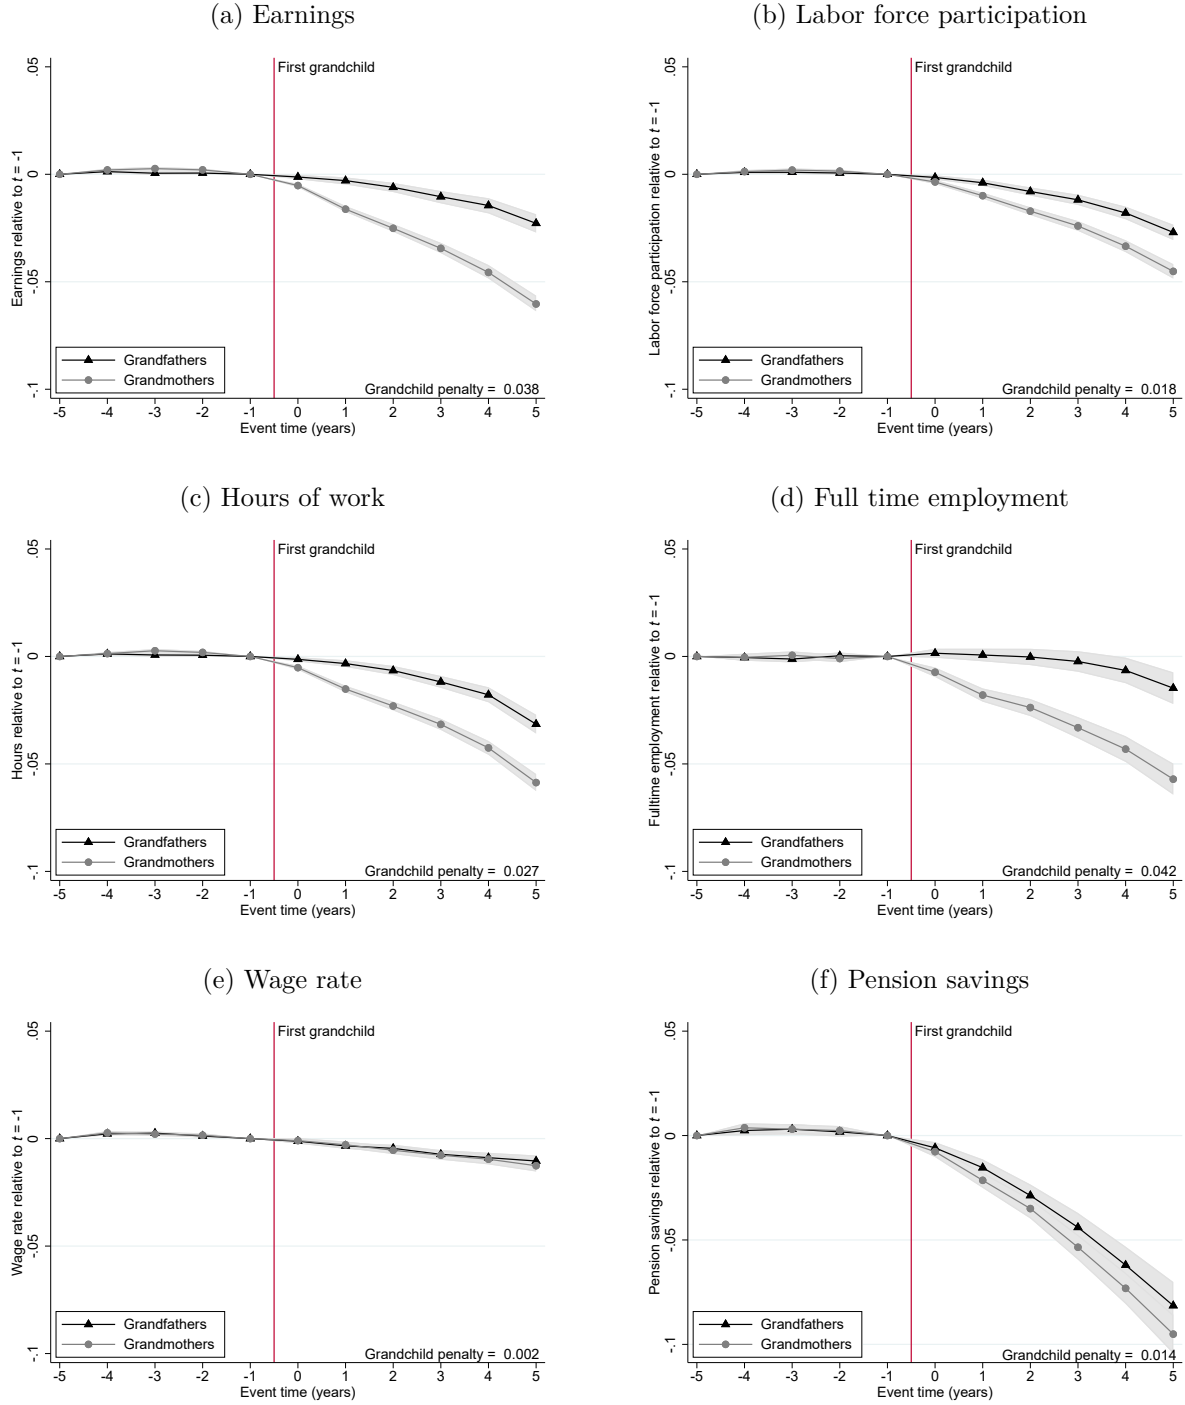 (a) Earnings
(b) Labor force participation
First grandchild
Earnings relative to t = -1
.05
0
-.05
-.1
Grandfathers
Grandmothers
Grandchild penalty = 0.038
-5 -4 -3 -2 -1 0 1 2 3 4 5
Event time (years)
First grandchild
Labor force participation relative to t = -1
.05
0
-.05
-.1
Grandfathers
Grandmothers
Grandchild penalty = 0.018
-5 -4 -3 -2 -1 0 1 2 3 4 5
Event time (years)
(c) Hours of work
(d) Full time employment
First grandchild
Hours relative to t = -1
.05
0
-.05
-.1
Grandfathers
Grandmothers
Grandchild penalty = 0.027
-5 -4 -3 -2 -1 0 1 2 3 4 5
Event time (years)
First grandchild
Fulltime employment relative to t = -1
.05
0
-.05
-.1
Grandfathers
Grandmothers
Grandchild penalty = 0.042
-5 -4 -3 -2 -1 0 1 2 3 4 5
Event time (years)
(e) Wage rate
(f) Pension savings
First grandchild
Wage rate relative to t = -1
.05
0
-.05
-.1
Grandfathers
Grandmothers
Grandchild penalty = 0.002
-5 -4 -3 -2 -1 0 1 2 3 4 5
Event time (years)
First grandchild
Pension savings relative to t = -1
.05
0
-.05
-.1
Grandfathers
Grandmothers
Grandchild penalty = 0.014
-5 -4 -3 -2 -1 0 1 2 3 4 5
Event time (years)